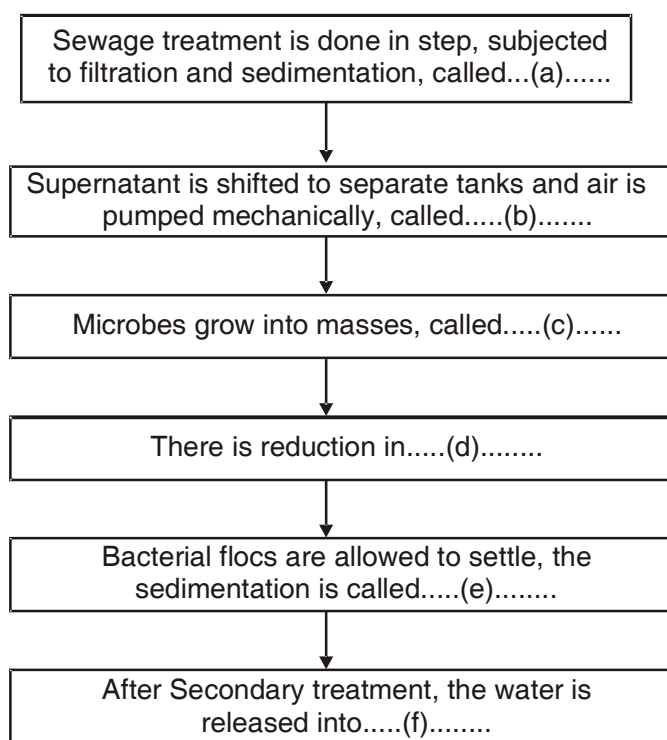 Sewage treatment is done in step, subjected
to filtration and sedimentation, called...(a)......
Supernatant is shifted to separate tanks and air is
pumped mechanically, called.....(b).......
Microbes grow into masses, called.....(c)......
There is reduction in.....(d)........
Bacterial flocs are allowed to settle, the
sedimentation is called.....(e)........
After Secondary treatment, the water is
released into.....(f)........